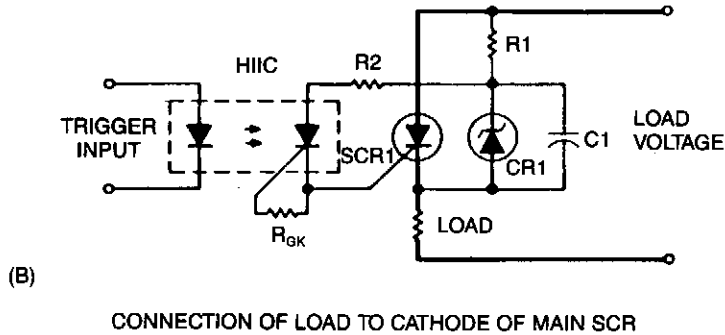 R1
R2
HIIC
TRIGGER
INPUT
SCR1
CR1
C1
LOAD
VOLTAGE
LOAD
RGK
(B)
CONNECTION OF LOAD TO CATHODE OF MAIN SCR